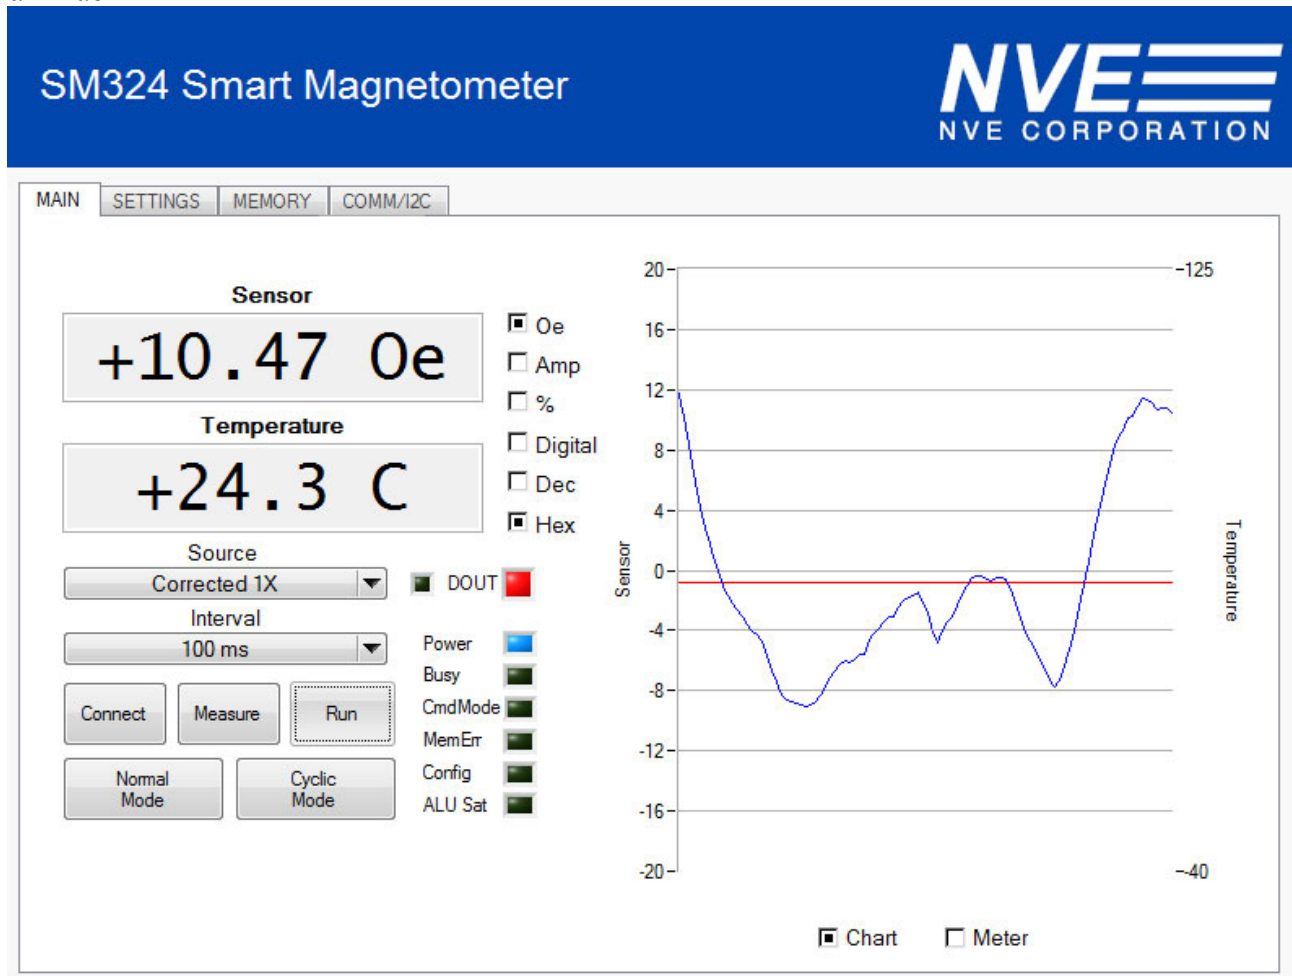 SM324 Smart Magnetometer
NVE
NVE CORPORATION
MAIN SETTINGS MEMORY COMM/I2C
Sensor
+10.47 Oe
Temperature
+24.3 C
Oe
Amp
%
Digital
Dec
Hex
Source
Corrected 1X
DOUT
Interval
100 ms
Connect Measure Run
Normal
Mode
Cyclic
Mode
Power
Busy
CmdMode
MemErr
Config
ALU Sat
20
16
12
8
4
0
-4
-8
-12
-16
-20
Sensor
125
-40
Temperature
Chart Meter